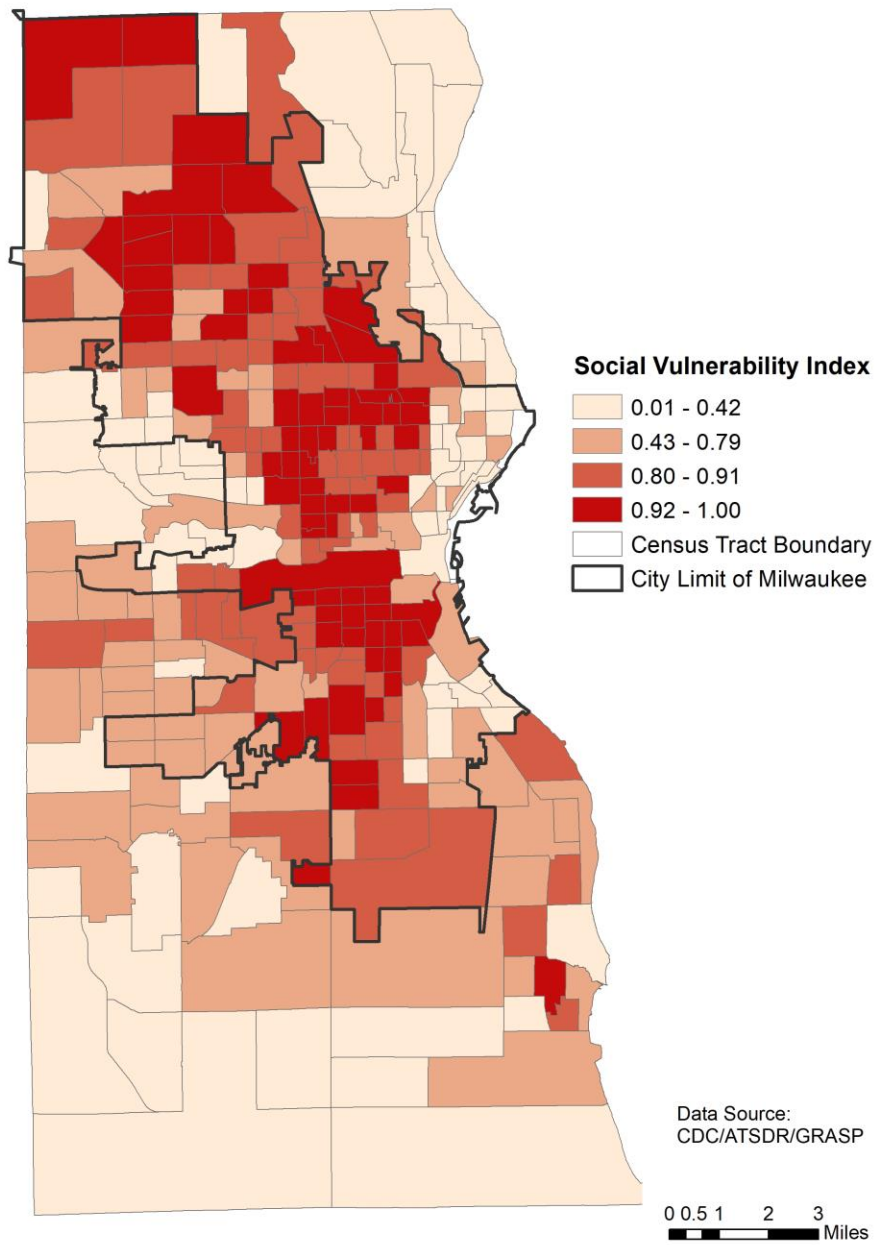 Social Vulnerability Index
0.01 - 0.42
0.43 - 0.79
0.80 - 0.91
0.92 - 1.00
Census Tract Boundary
City Limit of Milwaukee
Data Source:
CDC/ATSDR/GRASP
0 0.5 1 2 3
Miles